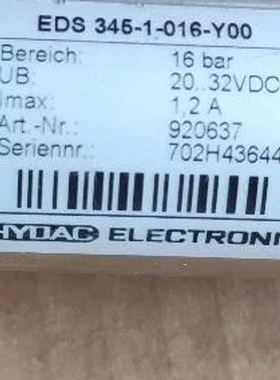 EDS 345-1-016-Y00
Bereich: 16 bar
UB: 20..32VDC
Imax: 1,2 A
Art.-Nr.: 920637
Seriennr.: 702H43644
HYDAC ELECTRONI